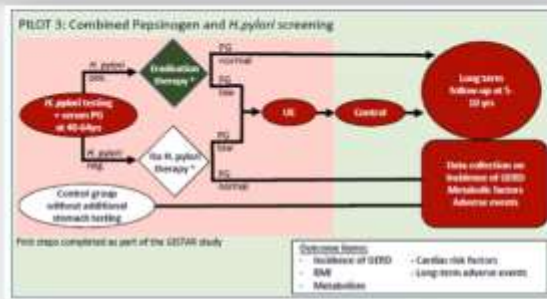 PILOT 3: Combined Pepsinogen and H.pylori screening
H. pylori
pos.
Eradication
therapy *
PG
normal
PG
low
H. pylori testing
+ serum PG
at 40-64yrs
Control
Long term
follow-up at 5-
10 yrs
H. pylori
neg.
No H. pylori
therapy *
PG
low
PG
normal
Data collection on
Incidence of GERD
Metabolic factors
Adverse events
Control group
without additional
stomach testing
First steps completed as part of the GISTAR study
Outcome items:
- Incidence of GERD
- BMI
- Metabolites
- Cardiac risk factors
- Long-term adverse events